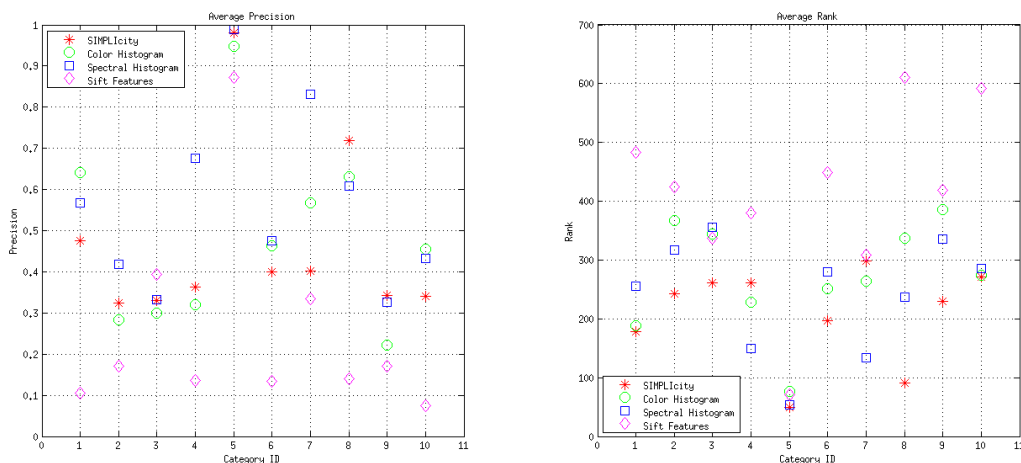 Average Precision
1
0.9
0.8
0.7
0.6
0.5
0.4
0.3
0.2
0.1
0
Precision
SIMPLIcity
Color Histogram
Spectral Histogram
Sift Features
0 1 2 3 4 5 6 7 8 9 10 11
Category ID
Average Rank
700
600
500
400
300
200
100
0
Rank
SIMPLIcity
Color Histogram
Spectral Histogram
Sift Features
0 1 2 3 4 5 6 7 8 9 10 11
Category ID